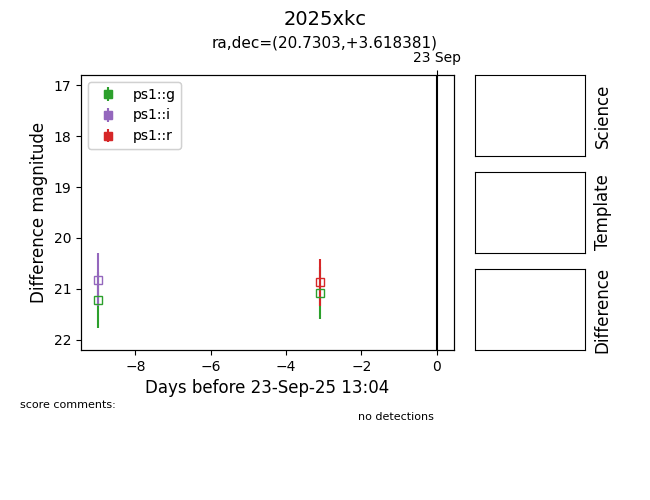 2025xkc
ra,dec=(20.7303,+3.618381)
23 Sep
ps1::g
ps1::i
ps1::r
17
18
19
20
21
22
Difference magnitude
−8
−6
−4
−2
0
Days before 23-Sep-25 13:04
Science
Template
Difference
score comments:
no detections